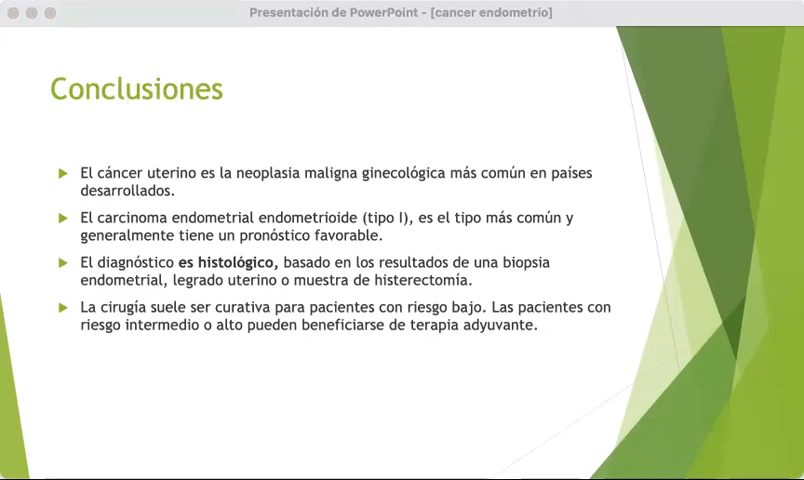 Presentación de PowerPoint - [cancer endometrio]
Conclusiones
El cáncer uterino es la neoplasia maligna ginecológica más común en países
desarrollados.
El carcinoma endometrial endometrioide (tipo I), es el tipo más común y
generalmente tiene un pronóstico favorable.
El diagnóstico es histológico, basado en los resultados de una biopsia
endometrial, legrado uterino o muestra de histerectomía.
La cirugía suele ser curativa para pacientes con riesgo bajo. Las pacientes con
riesgo intermedio o alto pueden beneficiarse de terapia adyuvante.